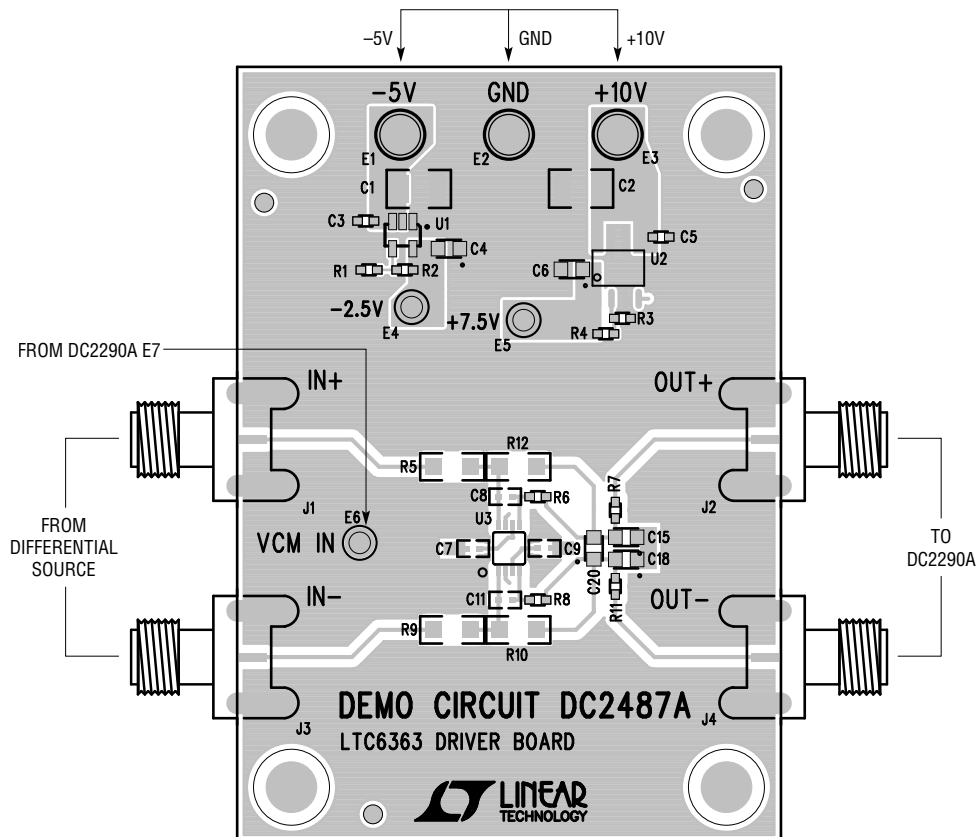 –5V GND +10V
-5V GND +10V
E1 E2 E3
C1 C2
C3 U1 C5
C4 U2
C6
R1 R2
-2.5V +7.5V R3
E4 E5 R4
FROM DC2290A E7
IN+ OUT+
R5 R12
J1 C8 R6 R7 J2
U3
E6
FROM
DIFFERENTIAL
SOURCE
VCM IN C7 C9 C15
C18
TO
DC2290A
IN- C11 R8 C20 R11 OUT-
R9 R10
J3 J4
DEMO CIRCUIT DC2487A
LTC6363 DRIVER BOARD
LINEAR
TECHNOLOGY